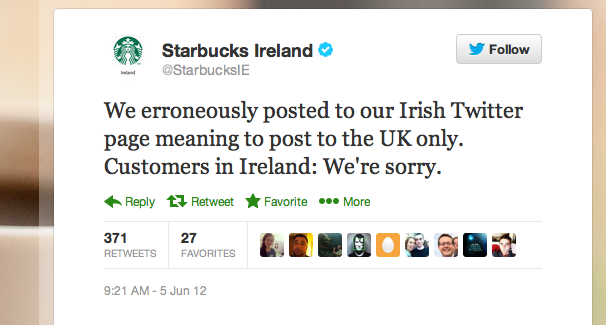 Starbucks Ireland
@StarbucksIE
Follow
Ireland
We erroneously posted to our Irish Twitter
page meaning to post to the UK only.
Customers in Ireland: We're sorry.
Reply Retweet Favorite More
371 27
RETWEETS FAVORITES
9:21 AM - 5 Jun 12